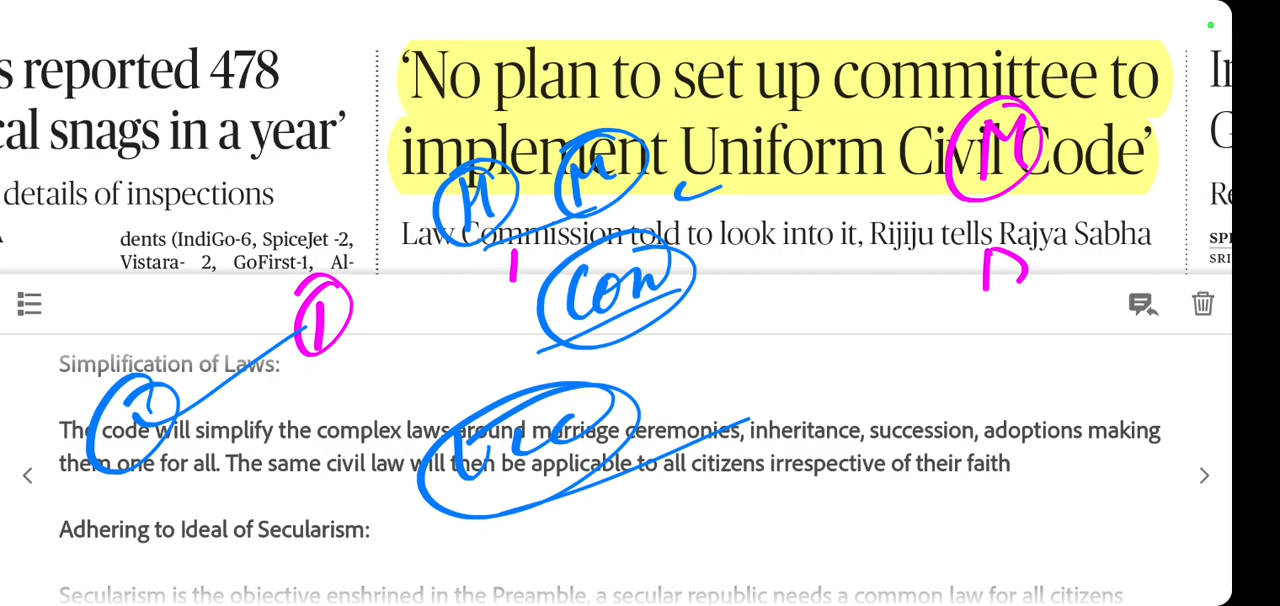 s reported 478
cal snags in a year’
details of inspections
dents (IndiGo-6, SpiceJet -2,
Vistara- 2, GoFirst-1, Al-
‘No plan to set up committee to
implement Uniform Civil Code’
Law Commission told to look into it, Rijiju tells Rajya Sabha
M
H
M
Con
Simplification of Laws:
The code will simplify the complex laws around marriage ceremonies, inheritance, succession, adoptions making
them one for all. The same civil law will then be applicable to all citizens irrespective of their faith
Adhering to Ideal of Secularism:
Secularism is the objective enshrined in the Preamble, a secular republic needs a common law for all citizens